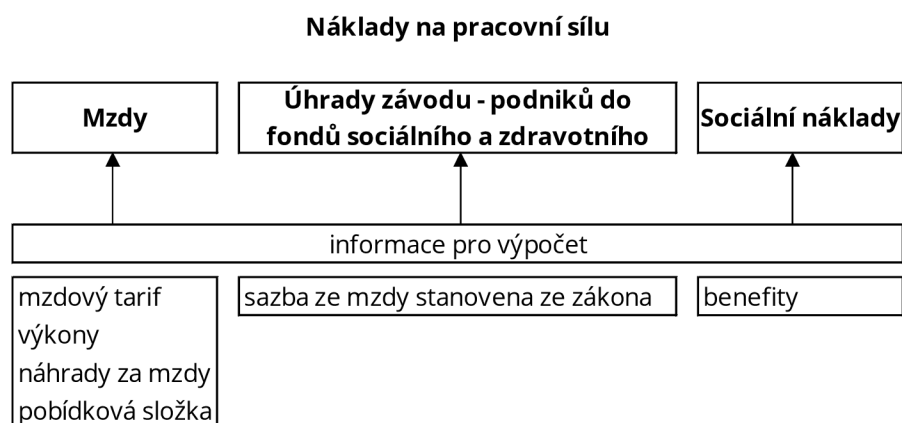 Náklady na pracovní sílu
Mzdy
Úhrady závodu - podniků do
fondů sociálního a zdravotního
Sociální náklady
informace pro výpočet
mzdový tarif
výkony
náhrady za mzdy
pobídková složka
sazba ze mzdy stanovena ze zákona
benefity